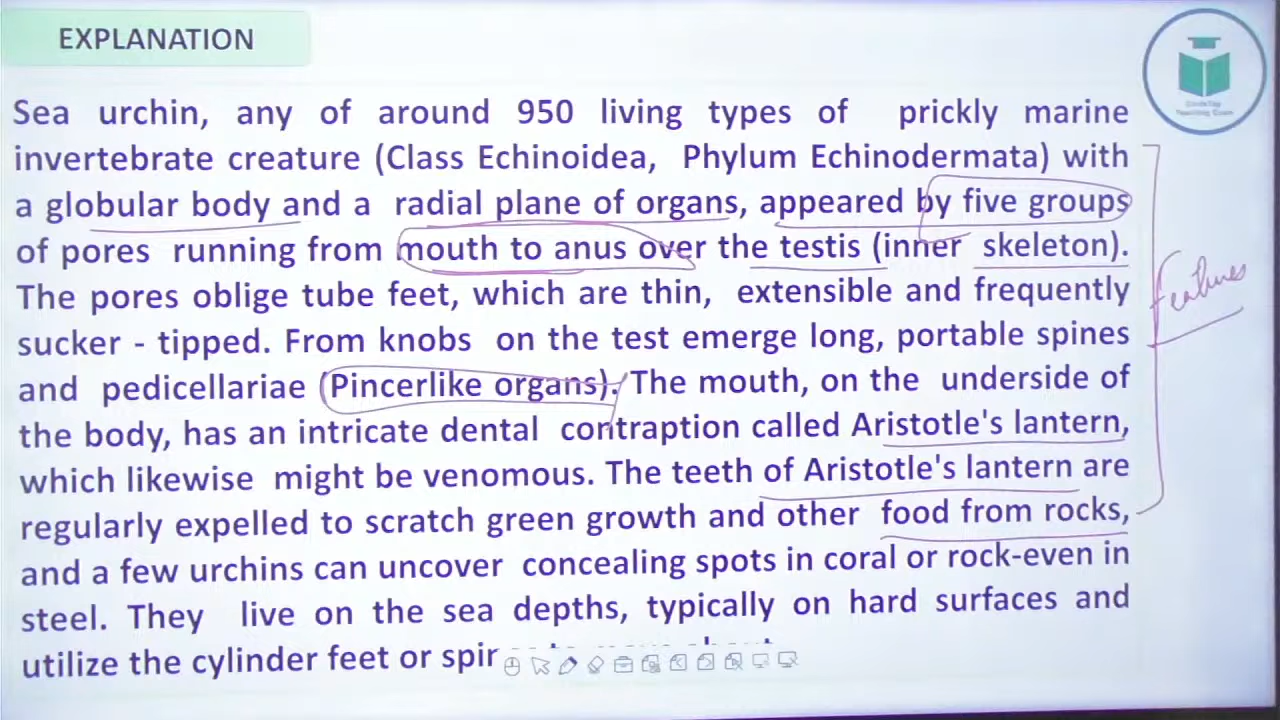 EXPLANATION
Sea urchin, any of around 950 living types of prickly marine
invertebrate creature (Class Echinoidea, Phylum Echinodermata) with
a globular body and a radial plane of organs, appeared by five groups
of pores running from mouth to anus over the testis (inner skeleton).
The pores oblige tube feet, which are thin, extensible and frequently
sucker - tipped. From knobs on the test emerge long, portable spines
and pedicellariae (Pincerlike organs). The mouth, on the underside of
the body, has an intricate dental contraption called Aristotle's lantern,
which likewise might be venomous. The teeth of Aristotle's lantern are
regularly expelled to scratch green growth and other food from rocks,
and a few urchins can uncover concealing spots in coral or rock-even in
steel. They live on the sea depths, typically on hard surfaces and
utilize the cylinder feet or
Features